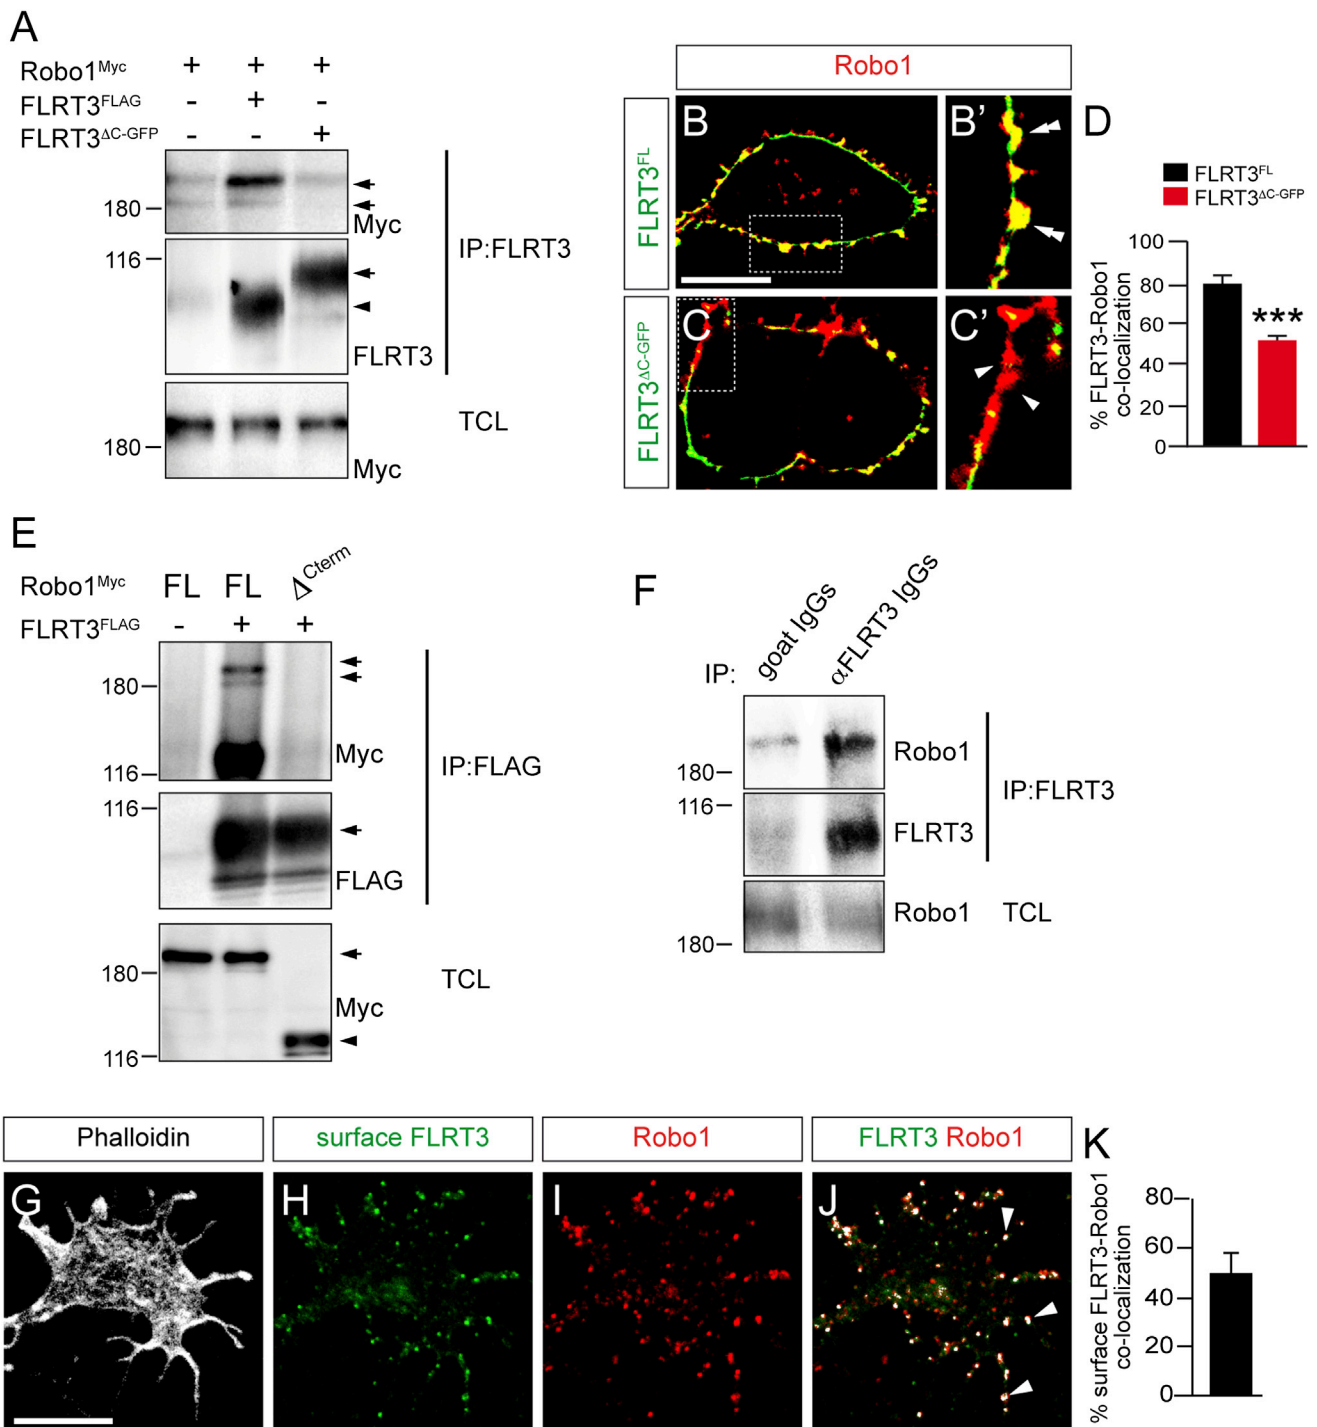 A
Robo1Myc + + +
FLRT3FLAG - + -
FLRT3ΔC-GFP - - +
180
Myc
116
FLRT3
IP:FLRT3
180
Myc
TCL
Robo1
FLRT3FL
B
B’
FLRT3ΔC-GFP
C
C’
D
FLRT3FL
FLRT3ΔC-GFP
% FLRT3-Robo1
co-localization
100
80
60
40
20
0
***
E
Robo1Myc FL FL ΔCterm
FLRT3FLAG - + +
180
Myc
116
IP:FLAG
116
FLAG
180
Myc
116
TCL
F
IP: goat IgGs αFLRT3 IgGs
180
Robo1
116
FLRT3
IP:FLRT3
Robo1 TCL
180
Phalloidin
surface FLRT3
Robo1
FLRT3 Robo1
G
H
I
J
K
% surface FLRT3-Robo1
co-localization
80
60
40
20
0